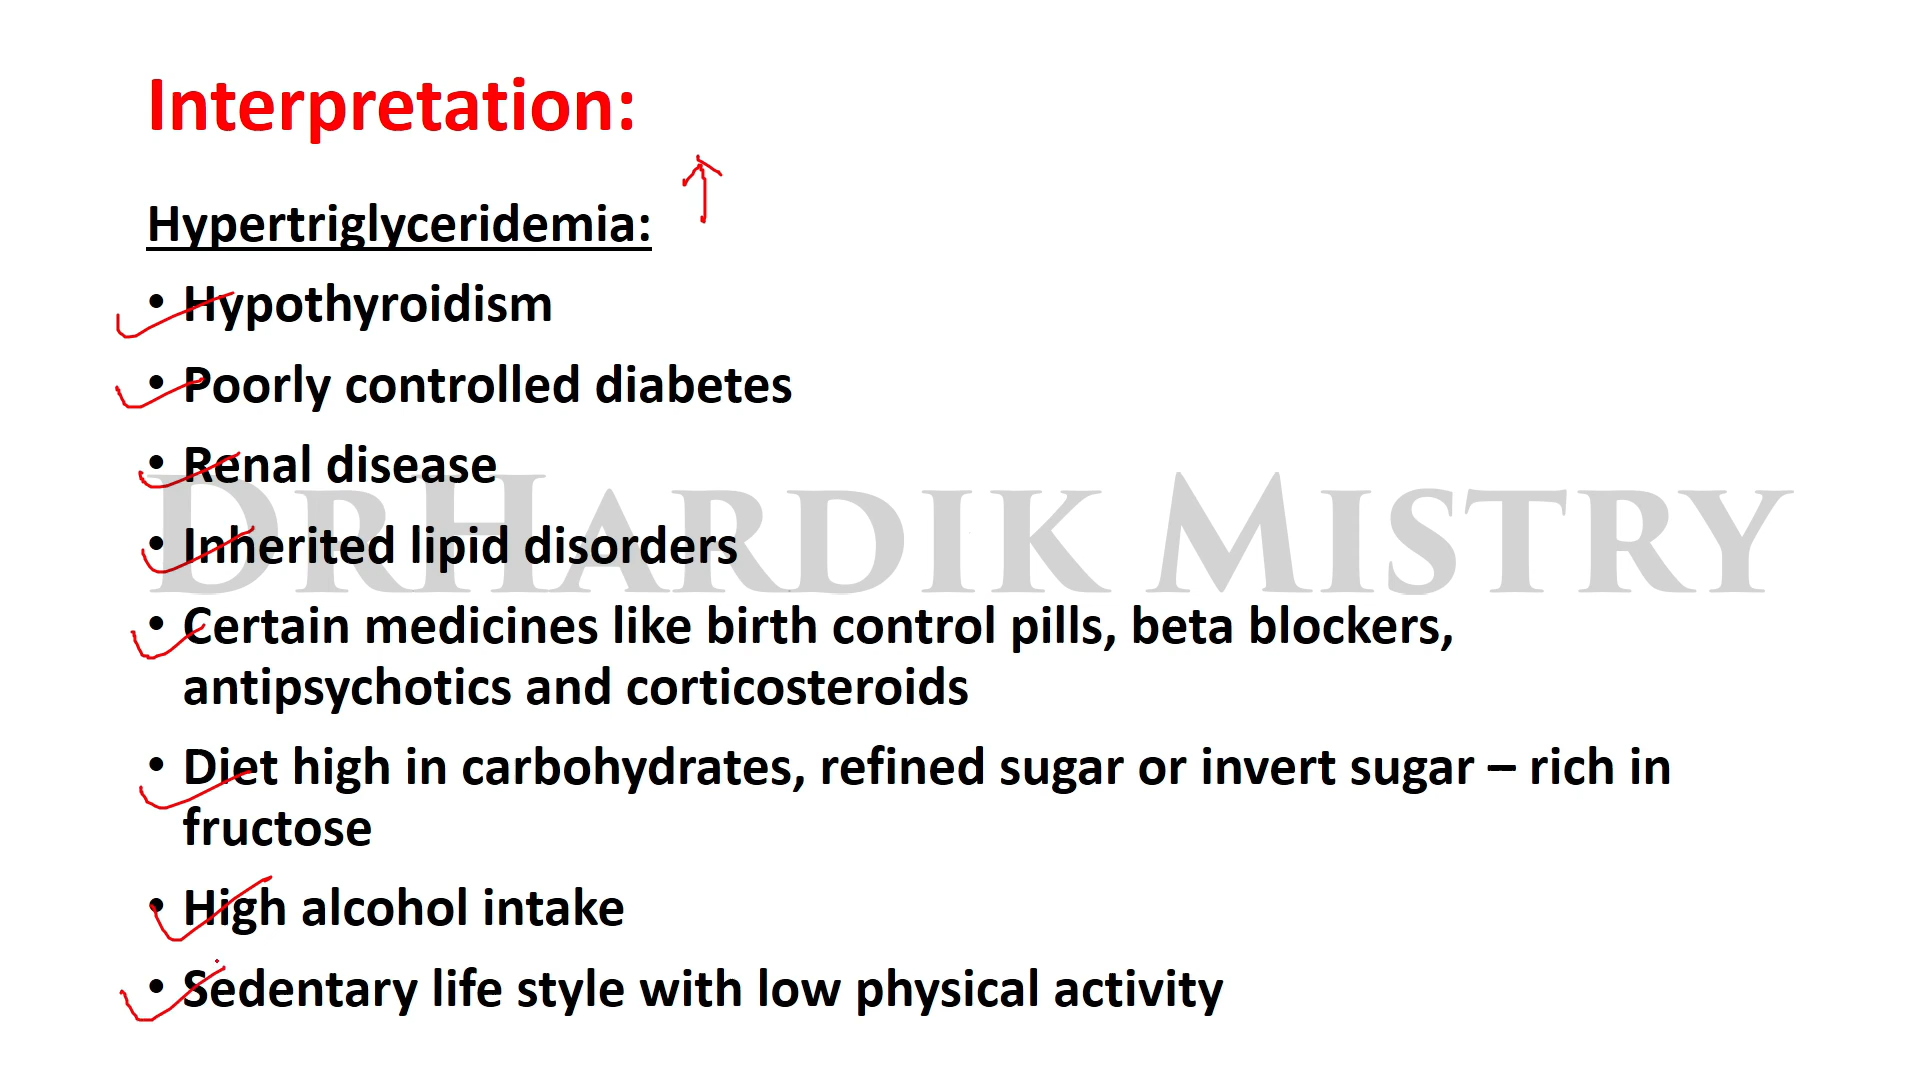 Interpretation:
Hypertriglyceridemia:
• Hypothyroidism
• Poorly controlled diabetes
• Renal disease
• Inherited lipid disorders
DrHardik Mistry
• Certain medicines like birth control pills, beta blockers,
antipsychotics and corticosteroids
• Diet high in carbohydrates, refined sugar or invert sugar – rich in
fructose
• High alcohol intake
• Sedentary life style with low physical activity